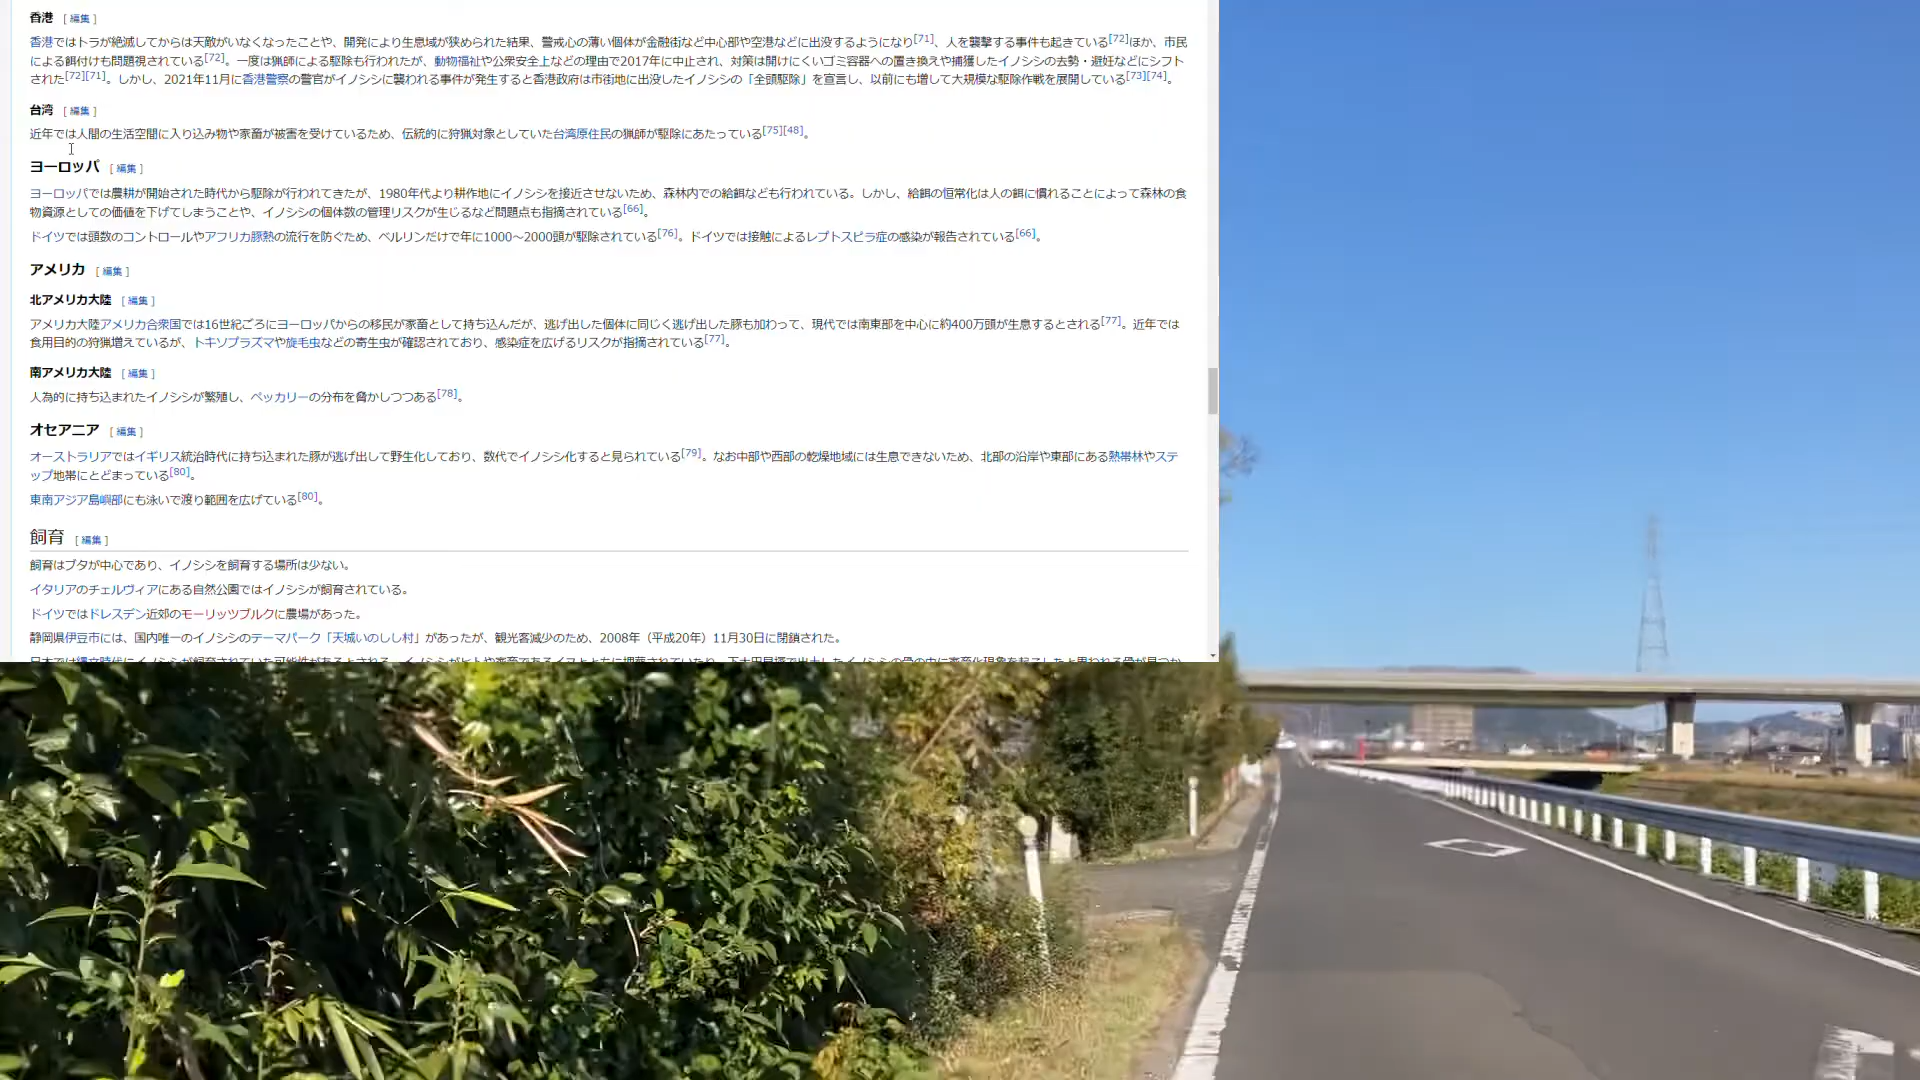 香港 [ 編集 ]
香港ではトラが絶滅してからは天敵がいなくなったことや、開発により生息域が狭められた結果、警戒心の薄い個体が金融街など中心部や空港などに出没するようになり[71]、人を襲撃する事件も起きている[72]ほか、市民
による餌付けも問題視されている[72]。一度は猟師による駆除も行われたが、動物福祉や公衆安全上などの理由で2017年に中止され、対策は開けにくいゴミ容器への置き換えや捕獲したイノシシの去勢・避妊などにシフト
された[72][71]。しかし、2021年11月に香港警察の警官がイノシシに襲われる事件が発生すると香港政府は市街地に出没したイノシシの「全頭駆除」を宣言し、以前にも増して大規模な駆除作戦を展開している[73][74]。
台湾 [ 編集 ]
近年では人間の生活空間に入り込み物や家畜が被害を受けているため、伝統的に狩猟対象としていた台湾原住民の猟師が駆除にあたっている[75][48]。
ヨーロッパ [ 編集 ]
ヨーロッパでは農耕が開始された時代から駆除が行われてきたが、1980年代より耕作地にイノシシを接近させないため、森林内での給餌なども行われている。しかし、給餌の恒常化は人の餌に慣れることによって森林の食
物資源としての価値を下げてしまうことや、イノシシの個体数の管理リスクが生じるなど問題点も指摘されている[66]。
ドイツでは頭数のコントロールやアフリカ豚熱の流行を防ぐため、ベルリンだけで年に1000～2000頭が駆除されている[76]。ドイツでは接触によるレプトスピラ症の感染が報告されている[66]。
アメリカ [ 編集 ]
北アメリカ大陸 [ 編集 ]
アメリカ大陸アメリカ合衆国では16世紀ごろにヨーロッパからの移民が家畜として持ち込んだが、逃げ出した個体に同じく逃げ出した豚も加わって、現代では南東部を中心に約400万頭が生息するとされる[77]。近年では
食用目的の狩猟増えているが、トキソプラズマや旋毛虫などの寄生虫が確認されており、感染症を広げるリスクが指摘されている[77]。
南アメリカ大陸 [ 編集 ]
人為的に持ち込まれたイノシシが繁殖し、ペッカリーの分布を脅かしつつある[78]。
オセアニア [ 編集 ]
オーストラリアではイギリス統治時代に持ち込まれた豚が逃げ出して野生化しており、数代でイノシシ化すると見られている[79]。なお中部や西部の乾燥地域には生息できないため、北部の沿岸や東部にある熱帯林やステ
ップ地帯にとどまっている[80]。
東南アジア島嶼部にも泳いで渡り範囲を広げている[80]。
飼育 [ 編集 ]
飼育はブタが中心であり、イノシシを飼育する場所は少ない。
イタリアのチェルヴィアにある自然公園ではイノシシが飼育されている。
ドイツではドレスデン近郊のモーリッツブルクに農場があった。
静岡県伊豆市には、国内唯一のイノシシのテーマパーク「天城いのしし村」があったが、観光客減少のため、2008年（平成20年）11月30日に閉鎖された。